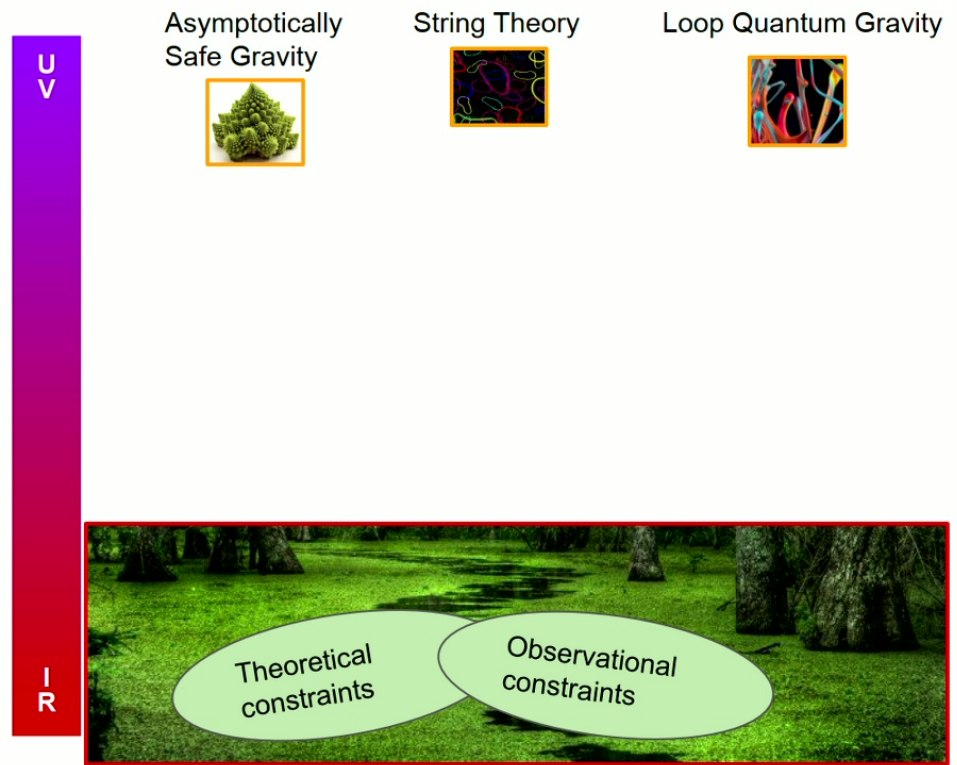 Asymptotically
Safe Gravity
String Theory
Loop Quantum Gravity
U
V
Theoretical
constraints
Observational
constraints
I
R